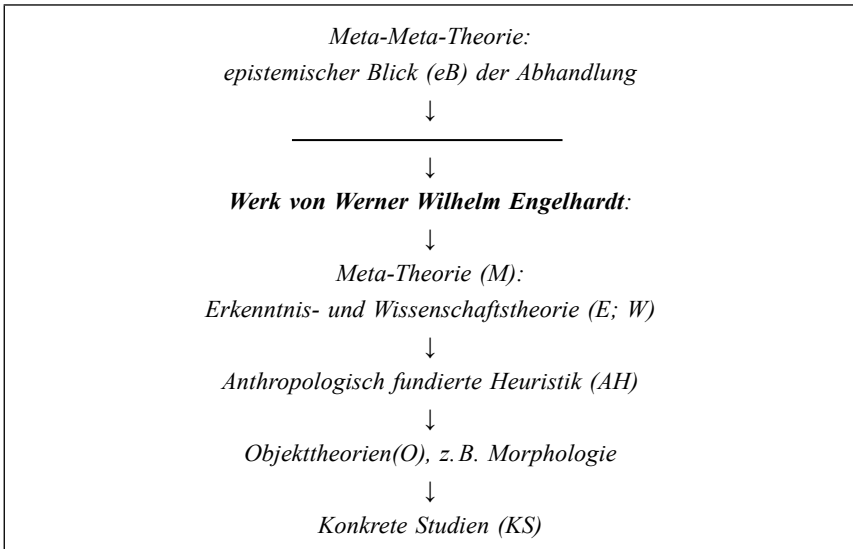 Meta-Meta-Theorie:
epistemischer Blick (eB) der Abhandlung
↓
↓
Werk von Werner Wilhelm Engelhardt:
↓
Meta-Theorie (M):
Erkenntnis- und Wissenschaftstheorie (E; W)
↓
Anthropologisch fundierte Heuristik (AH)
↓
Objekttheorien(O), z. B. Morphologie
↓
Konkrete Studien (KS)